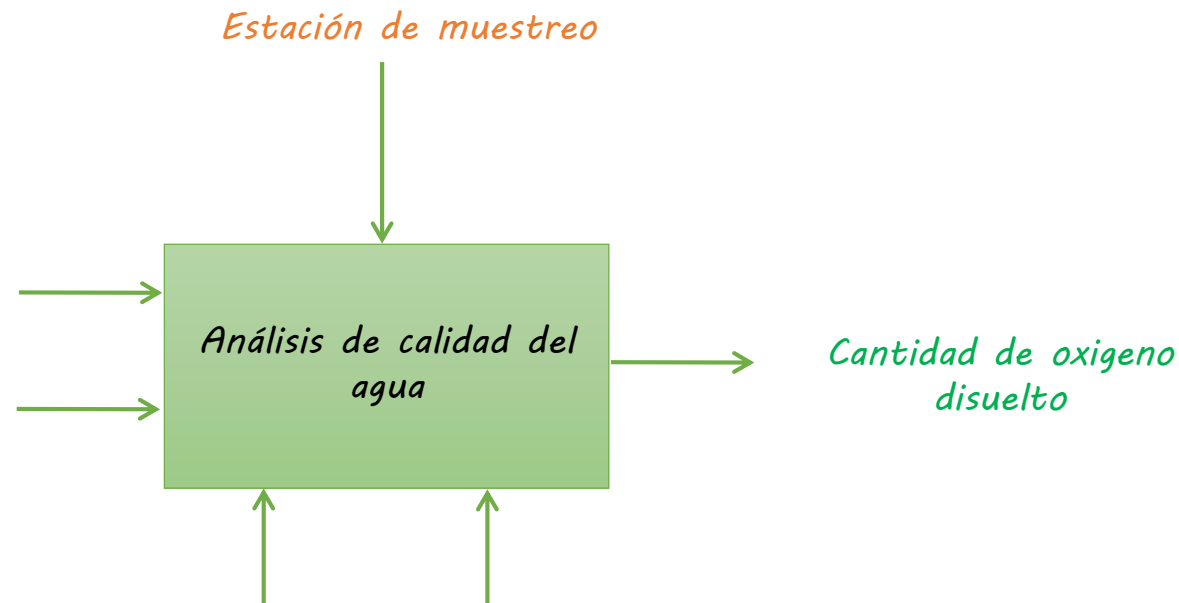 Estación de muestreo
Análisis de calidad del
agua
Cantidad de oxigeno
disuelto